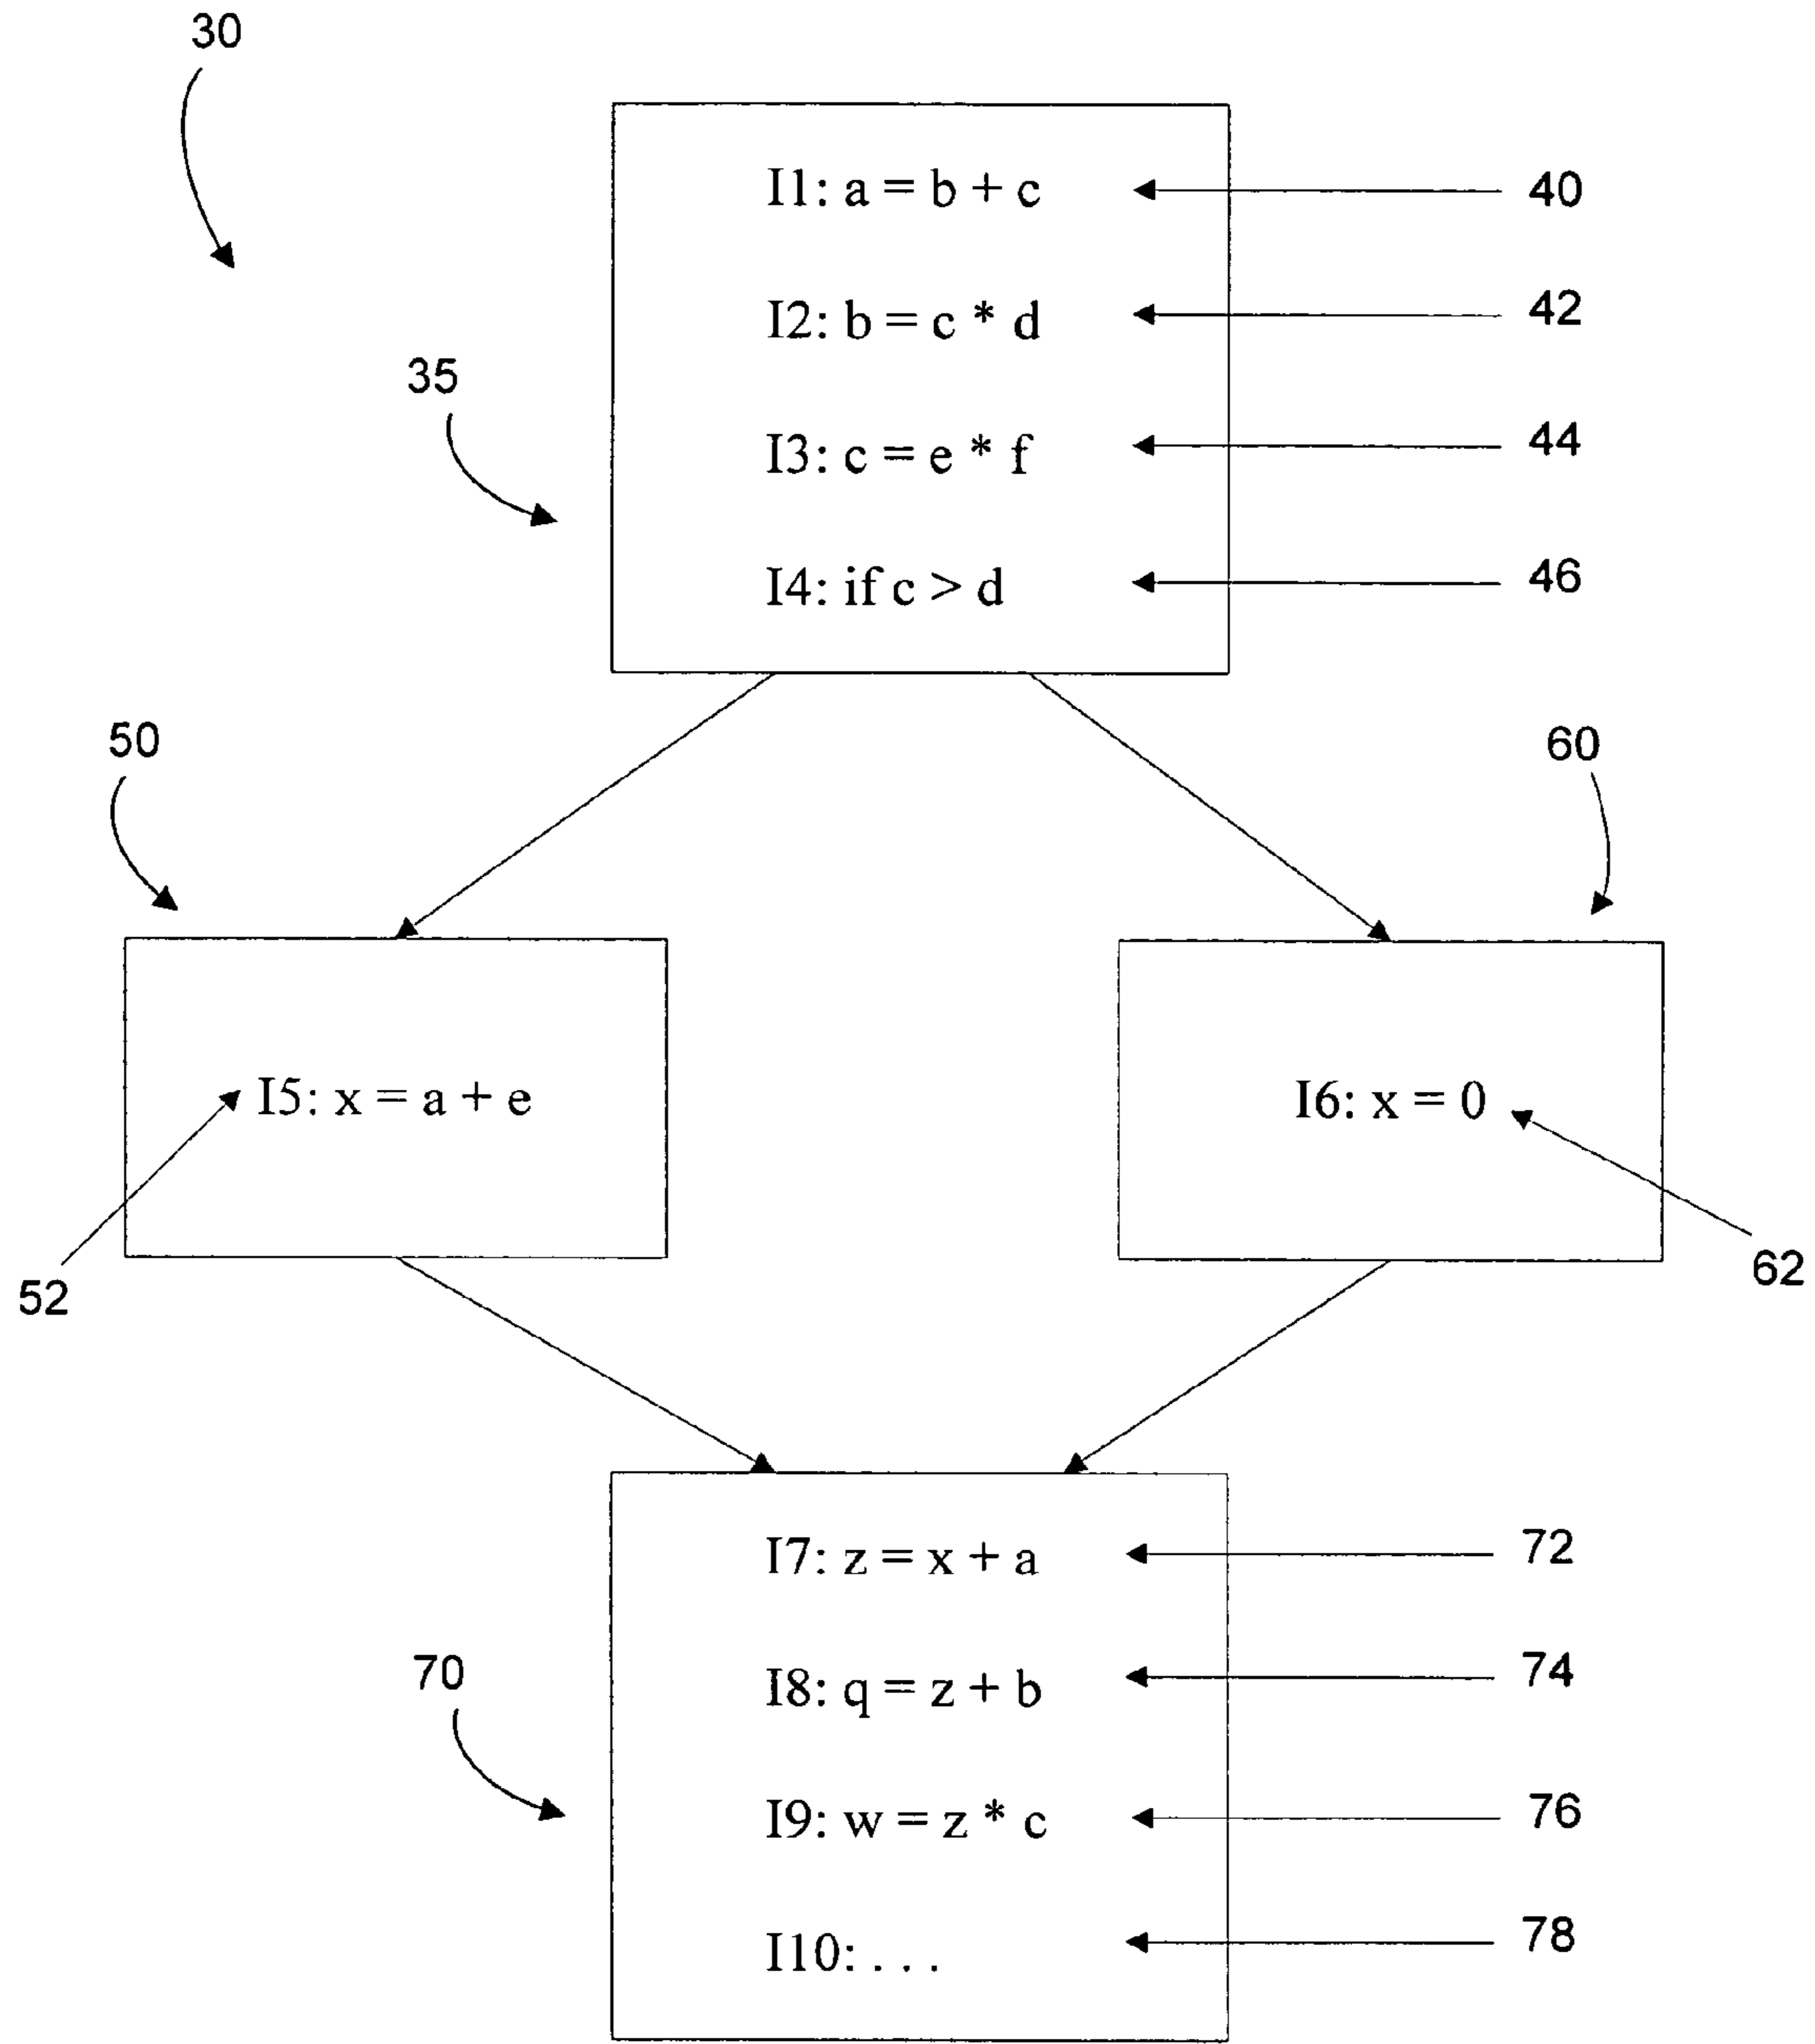 30
I1: a = b + c
40
I2: b = c * d
42
35
I3: c = e * f
44
I4: if c > d
46
50
60
I5: x = a + e
I6: x = 0
52
62
I7: z = x + a
72
70
I8: q = z + b
74
I9: w = z * c
76
I10: . . .
78